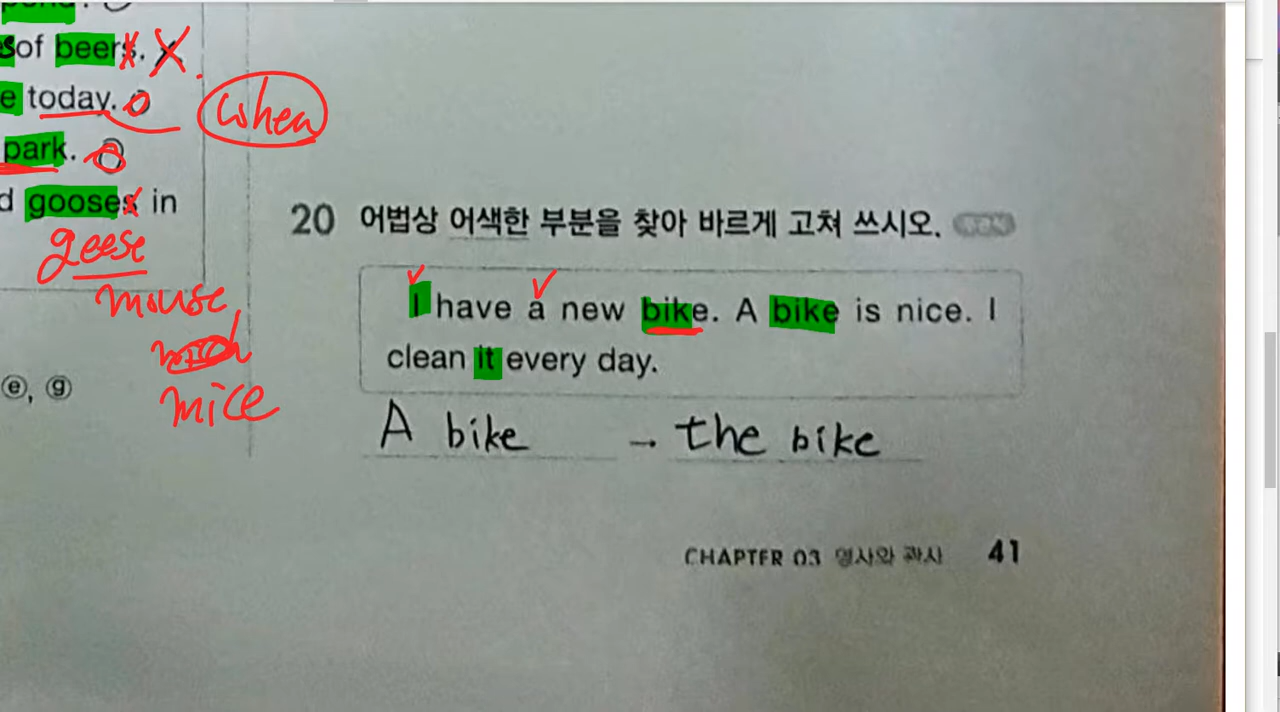 s of beers. X
e today. o
when
park.
d gooses in
geese
mouse
mice
ⓔ, ⓖ
20 어법상 어색한 부분을 찾아 바르게 고쳐 쓰시오.
I have a new bike. A bike is nice. I
clean it every day.
A bike → the bike
CHAPTER 03 명사와 관사 41